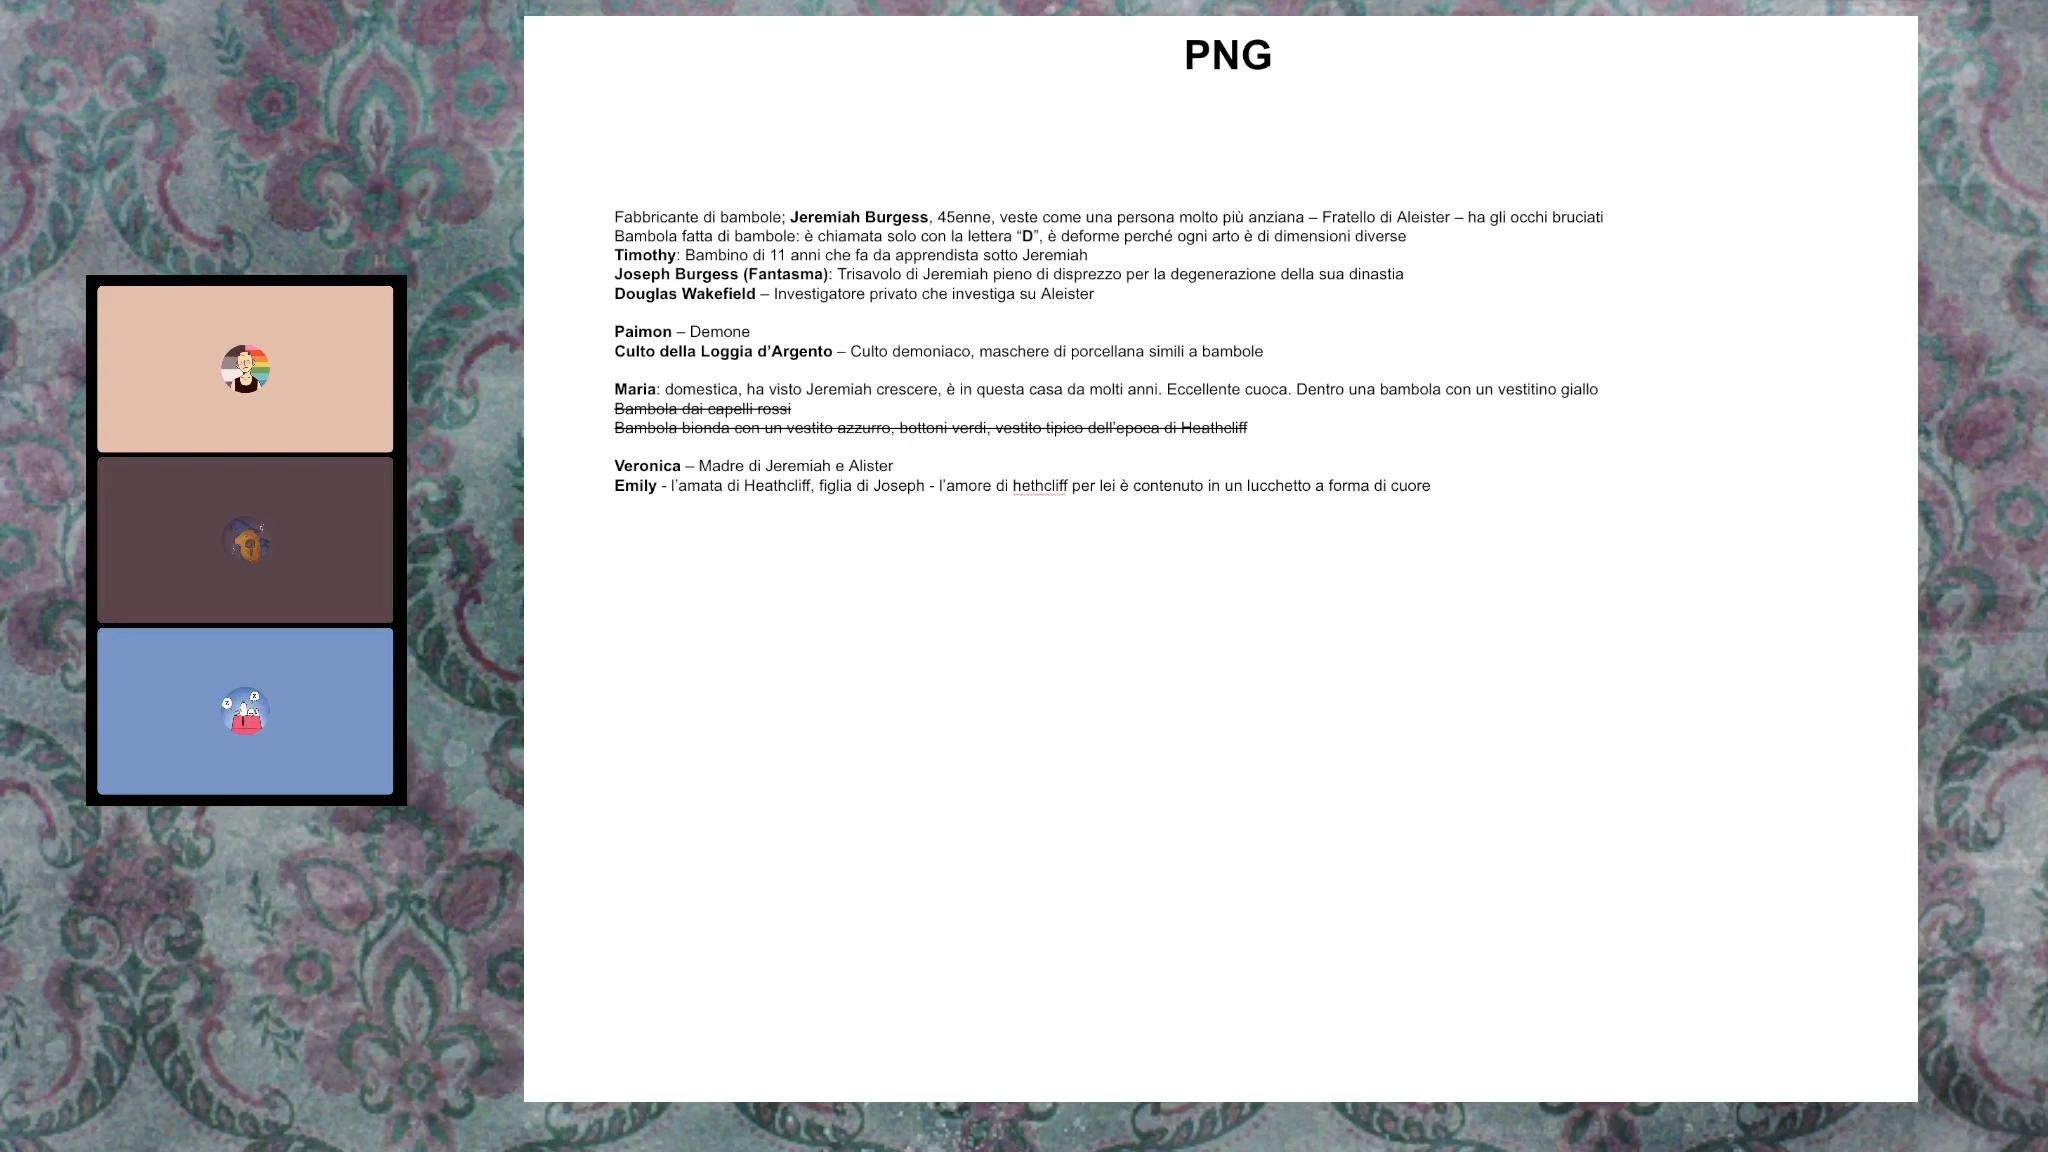 PNG
Fabbricante di bambole; Jeremiah Burgess, 45enne, veste come una persona molto più anziana – Fratello di Aleister – ha gli occhi bruciati
Bambola fatta di bambole: è chiamata solo con la lettera “D”, è deforme perché ogni arto è di dimensioni diverse
Timothy: Bambino di 11 anni che fa da apprendista sotto Jeremiah
Joseph Burgess (Fantasma): Trisavolo di Jeremiah pieno di disprezzo per la degenerazione della sua dinastia
Douglas Wakefield – Investigatore privato che investiga su Aleister
Paimon – Demone
Culto della Loggia d’Argento – Culto demoniaco, maschere di porcellana simili a bambole
Maria: domestica, ha visto Jeremiah crescere, è in questa casa da molti anni. Eccellente cuoca. Dentro una bambola con un vestitino giallo
Bambola dai capelli rossi
Bambola bionda con un vestito azzurro, bottoni verdi, vestito tipico dell’epoca di Heathcliff
Veronica – Madre di Jeremiah e Alister
Emily - l’amata di Heathcliff, figlia di Joseph - l’amore di hethcliff per lei è contenuto in un lucchetto a forma di cuore
z
z